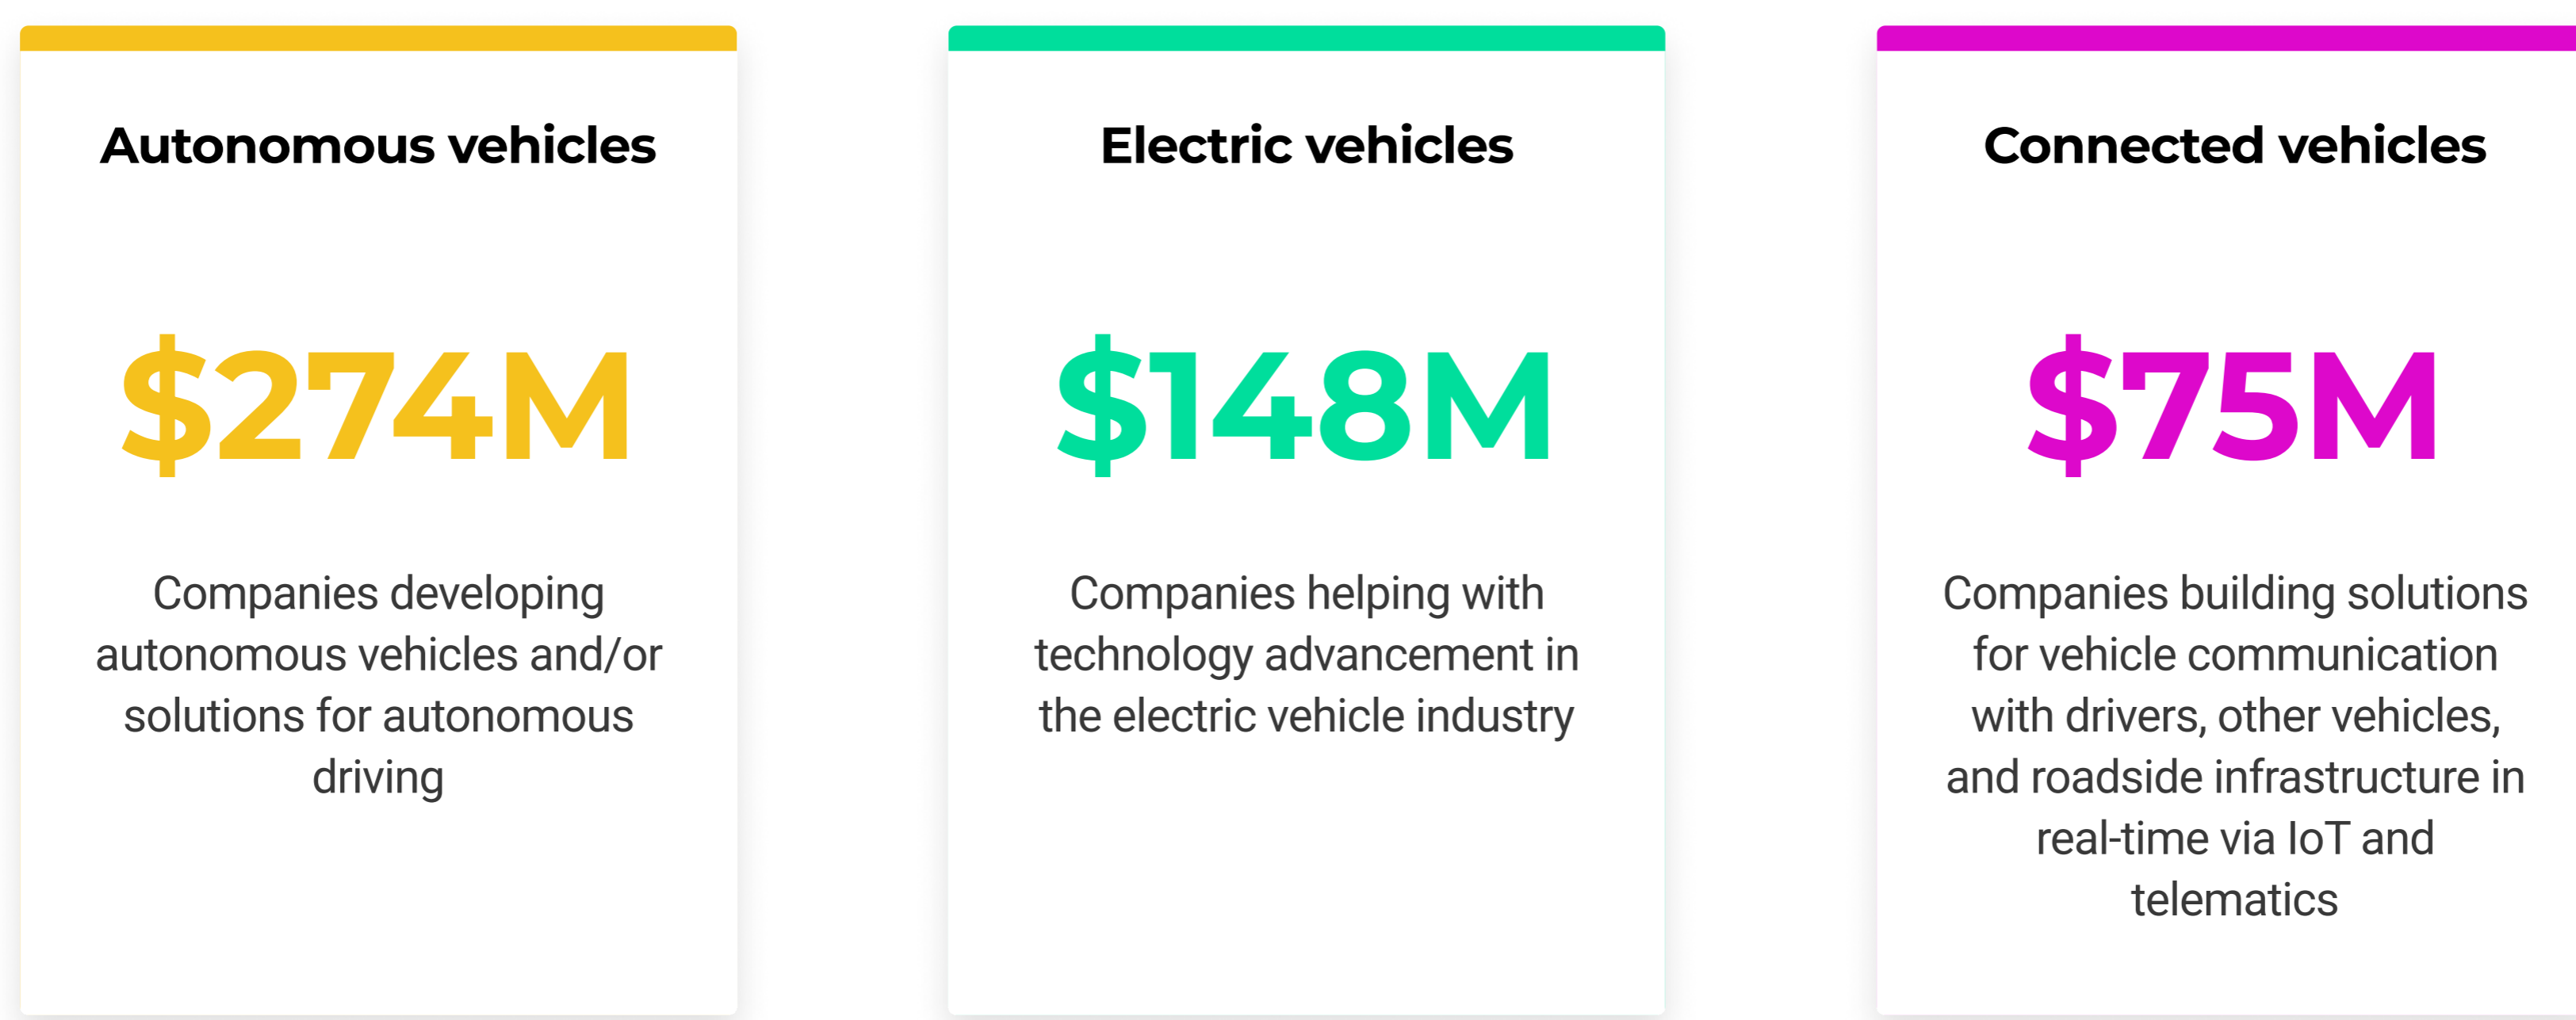 Autonomous vehicles
$274M
Companies developing
autonomous vehicles and/or
solutions for autonomous
driving
Electric vehicles
$148M
Companies helping with
technology advancement in
the electric vehicle industry
Connected vehicles
$75M
Companies building solutions
for vehicle communication
with drivers, other vehicles,
and roadside infrastructure in
real-time via IoT and
telematics